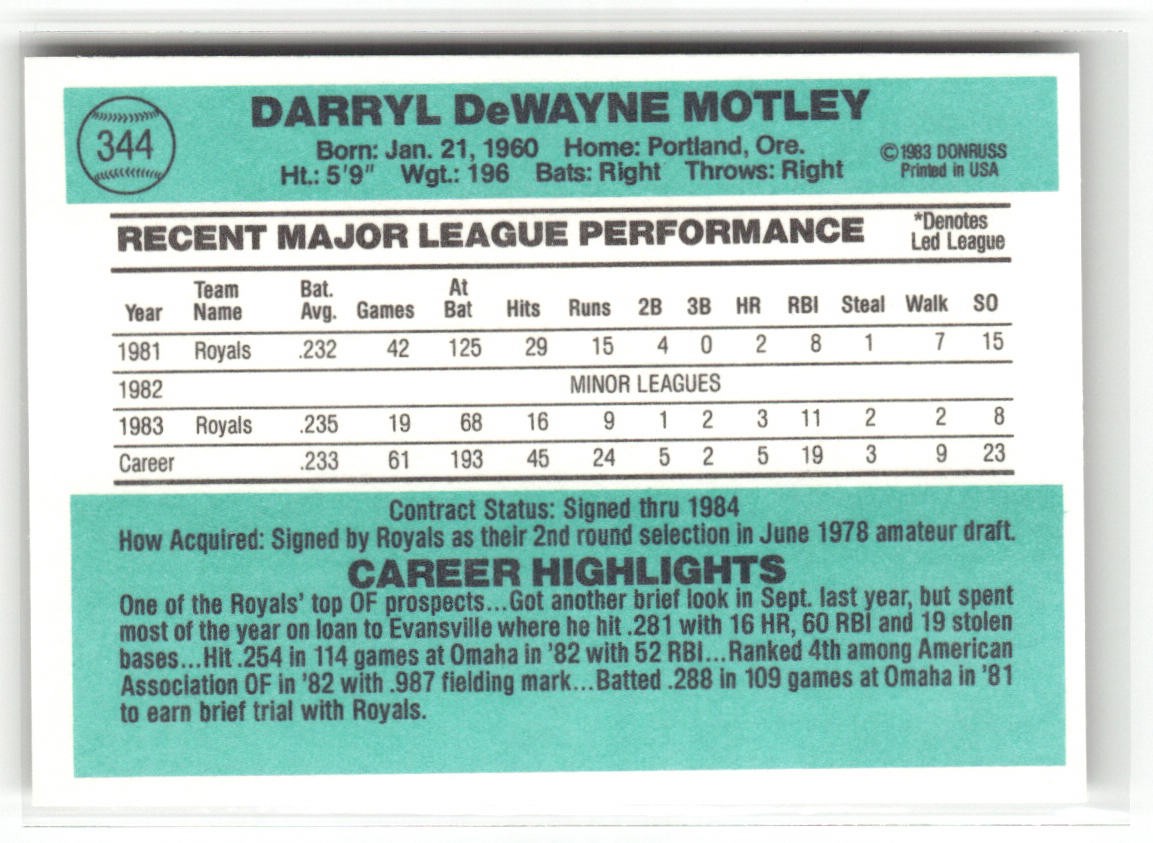 344
DARRYL DeWAYNE MOTLEY
Born: Jan. 21, 1960 Home: Portland, Ore.
Ht.: 5'9" Wgt.: 196 Bats: Right Throws: Right
©1983 DONRUSS
Printed in USA
RECENT MAJOR LEAGUE PERFORMANCE
*Denotes
Led League
Year Team Name Bat. Avg. Games At Bat Hits Runs 2B 3B HR RBI Steal Walk SO
1981 Royals .232 42 125 29 15 4 0 2 8 1 7 15
1982 MINOR LEAGUES
1983 Royals .235 19 68 16 9 1 2 3 11 2 2 8
Career .233 61 193 45 24 5 2 5 19 3 9 23
Contract Status: Signed thru 1984
How Acquired: Signed by Royals as their 2nd round selection in June 1978 amateur draft.
CAREER HIGHLIGHTS
One of the Royals' top OF prospects...Got another brief look in Sept. last year, but spent
most of the year on loan to Evansville where he hit .281 with 16 HR, 60 RBI and 19 stolen
bases...Hit .254 in 114 games at Omaha in '82 with 52 RBI...Ranked 4th among American
Association OF in '82 with .987 fielding mark...Batted .288 in 109 games at Omaha in '81
to earn brief trial with Royals.